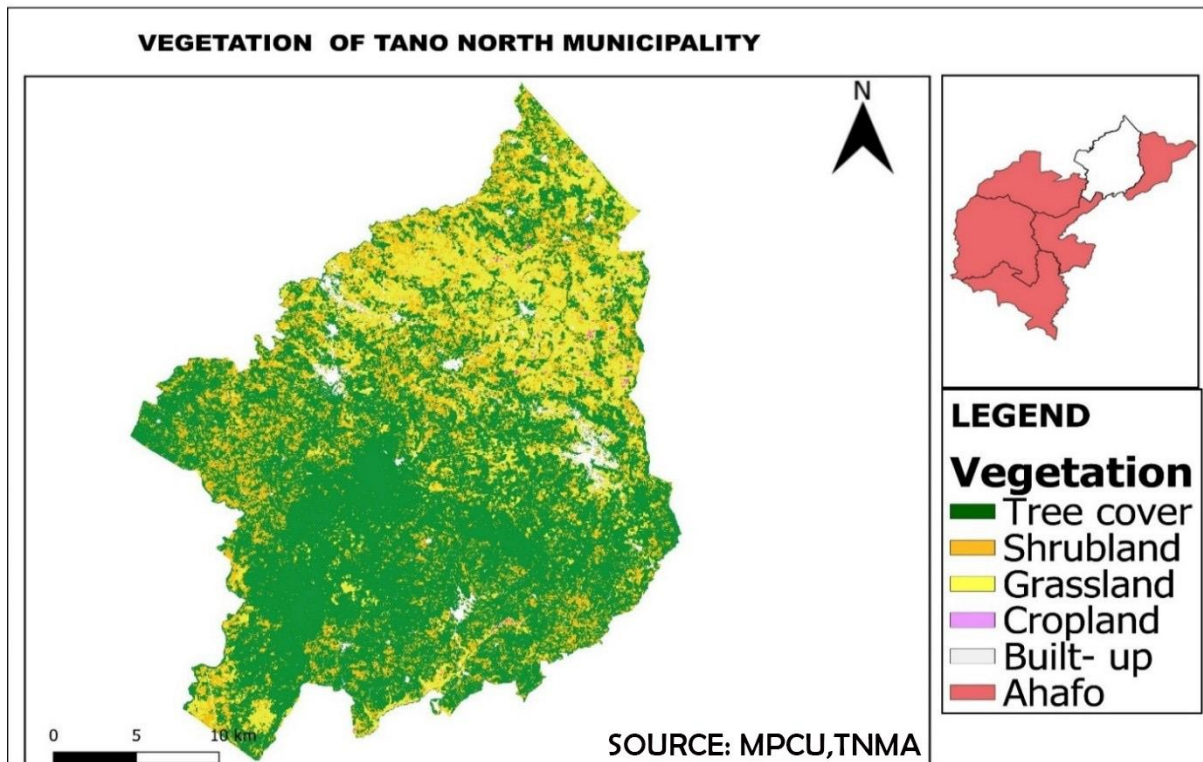 VEGETATION OF TANO NORTH MUNICIPALITY
N
LEGEND
Vegetation
Tree cover
Shrubland
Grassland
Cropland
Built- up
Ahafo
0 5 10 km
SOURCE: MPCU,TNMA